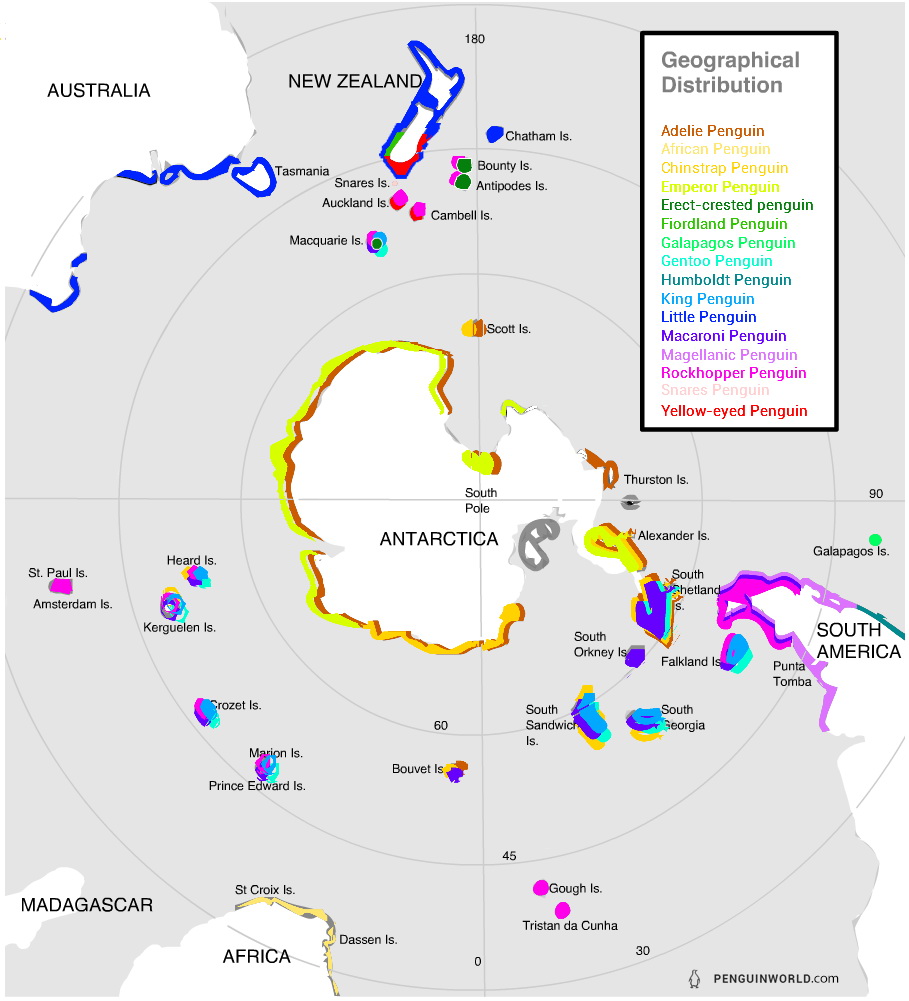 180
AUSTRALIA
NEW ZEALAND
Geographical
Distribution
Adelie Penguin
African Penguin
Chinstrap Penguin
Emperor Penguin
Erect-crested penguin
Fiordland Penguin
Galapagos Penguin
Gentoo Penguin
Humboldt Penguin
King Penguin
Little Penguin
Macaroni Penguin
Magellanic Penguin
Rockhopper Penguin
Snares Penguin
Yellow-eyed Penguin
Chatham Is.
Tasmania
Bounty Is.
Snares Is.
Antipodes Is.
Auckland Is.
Cambell Is.
Macquarie Is.
Scott Is.
Thurston Is.
South
Pole
90
ANTARCTICA
Alexander Is.
Galapagos Is.
Heard Is.
St. Paul Is.
Amsterdam Is.
Kerguelen Is.
South
Shetland
Is.
SOUTH
AMERICA
South
Orkney Is.
Falkland Is.
Punta
Tomba
Crozet Is.
South
Sandwich
Is.
South
Georgia
60
Marion Is.
Prince Edward Is.
Bouvet Is.
45
St Croix Is.
Gough Is.
MADAGASCAR
Tristan da Cunha
Dassen Is.
AFRICA
0
30
PENGUINWORLD.com